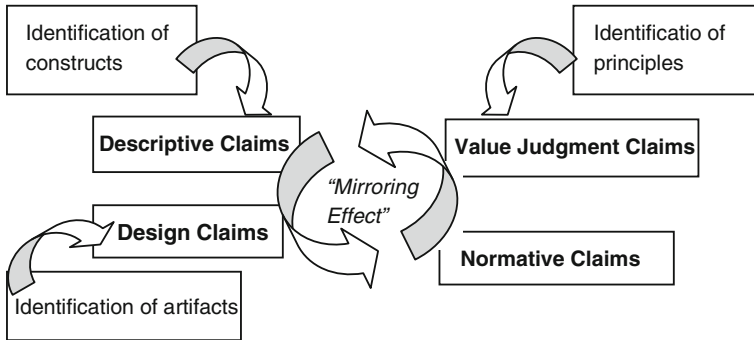 Identification of
constructs
Identificatio of
principles
Descriptive Claims
Value Judgment Claims
“Mirroring
Effect”
Design Claims
Normative Claims
Identification of artifacts